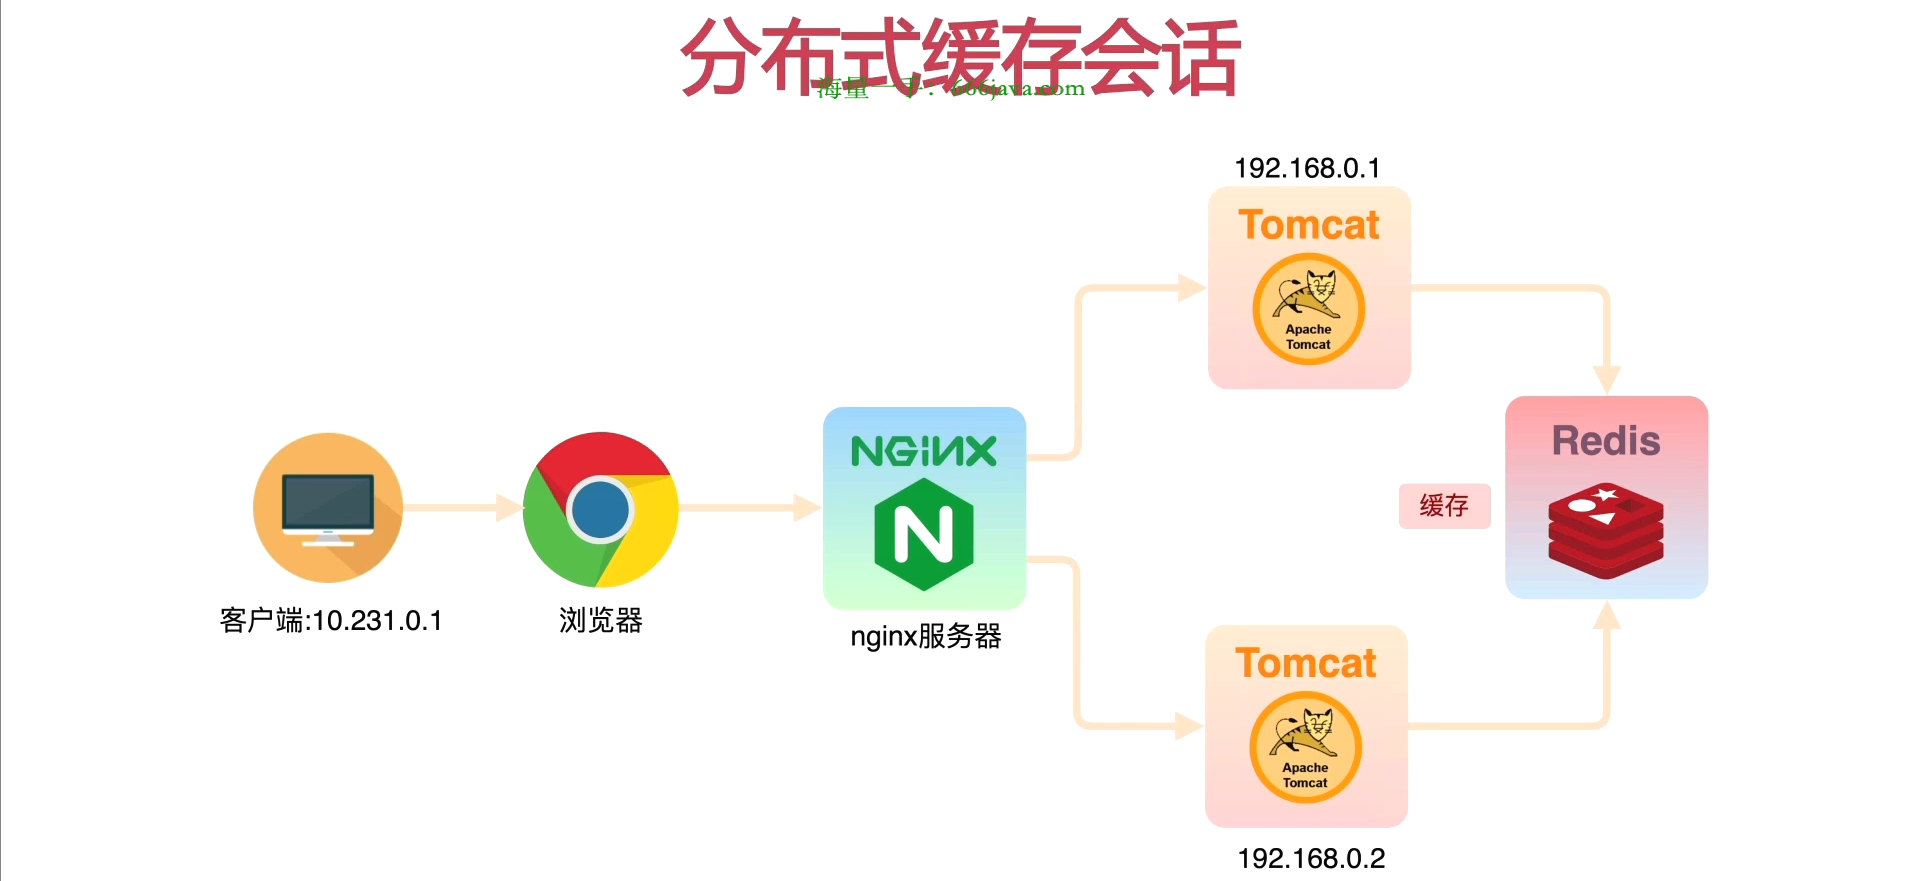 分布式缓存会话
海量一手：666java.com
192.168.0.1
Tomcat
Apache
Tomcat
NGiNX
N
nginx服务器
客户端:10.231.0.1
浏览器
缓存
Redis
Tomcat
Apache
Tomcat
192.168.0.2